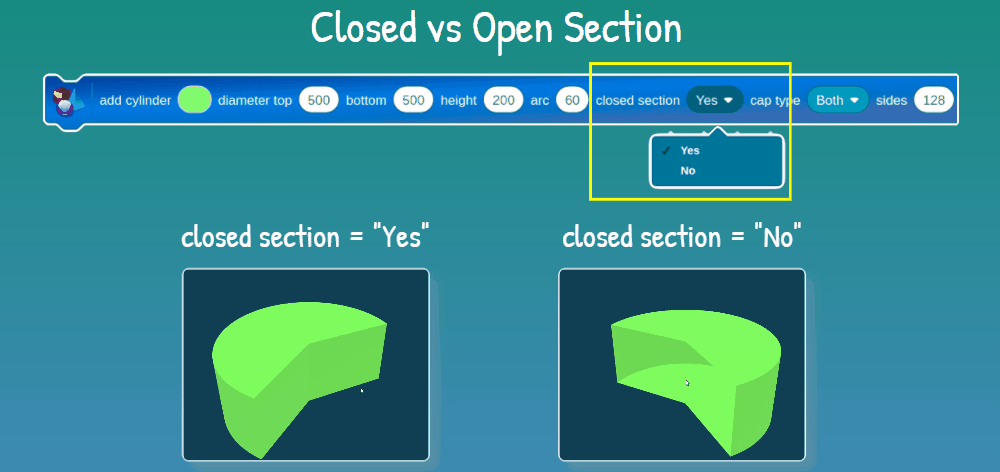 Closed vs Open Section
add cylinder diameter top 500 bottom 500 height 200 arc 60 closed section Yes cap type Both sides 128
✓ Yes
No
closed section = "Yes" closed section = "No"